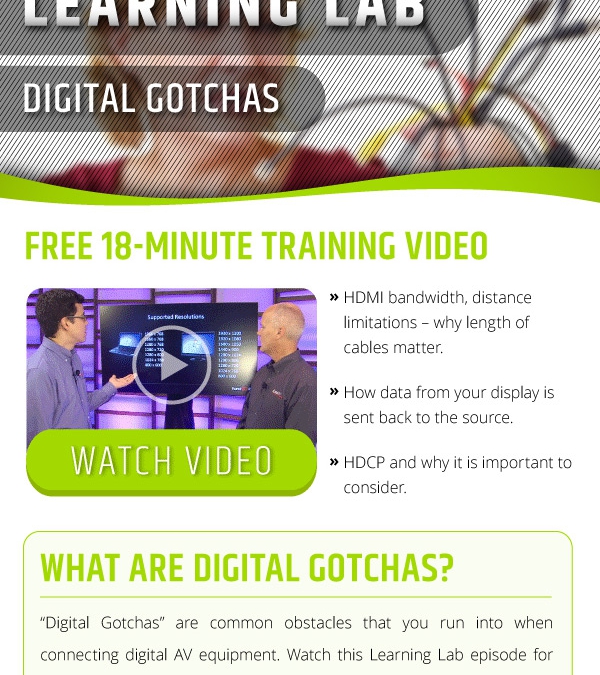 LEARNING LAB
DIGITAL GOTCHAS
FREE 18-MINUTE TRAINING VIDEO
Supported Resolutions
WATCH VIDEO
» HDMI bandwidth, distance
limitations – why length of
cables matter.
» How data from your display is
sent back to the source.
» HDCP and why it is important to
consider.
WHAT ARE DIGITAL GOTCHAS?
“Digital Gotchas” are common obstacles that you run into when
connecting digital AV equipment. Watch this Learning Lab episode for